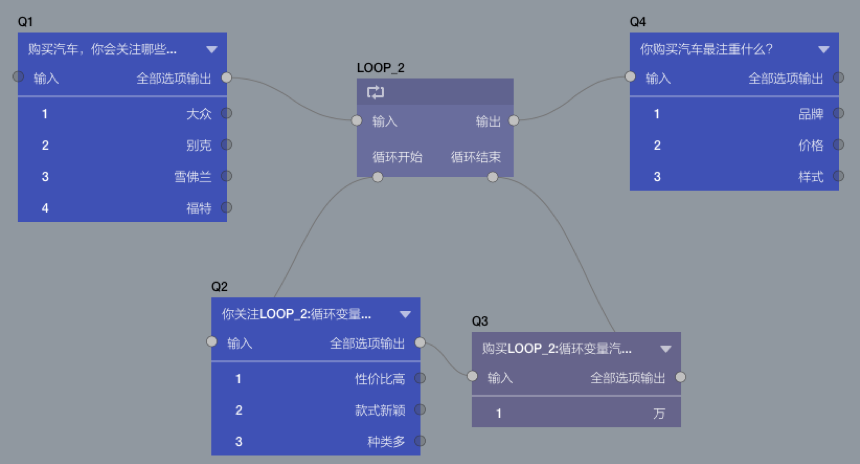 Q1
购买汽车，你会关注哪些...
输入 全部选项输出
1 大众
2 别克
3 雪佛兰
4 福特
LOOP_2
输入 输出
循环开始 循环结束
Q4
你购买汽车最注重什么?
输入 全部选项输出
1 品牌
2 价格
3 样式
Q2
你关注LOOP_2:循环变量...
输入 全部选项输出
1 性价比高
2 款式新颖
3 种类多
Q3
购买LOOP_2:循环变量汽...
输入 全部选项输出
1 万